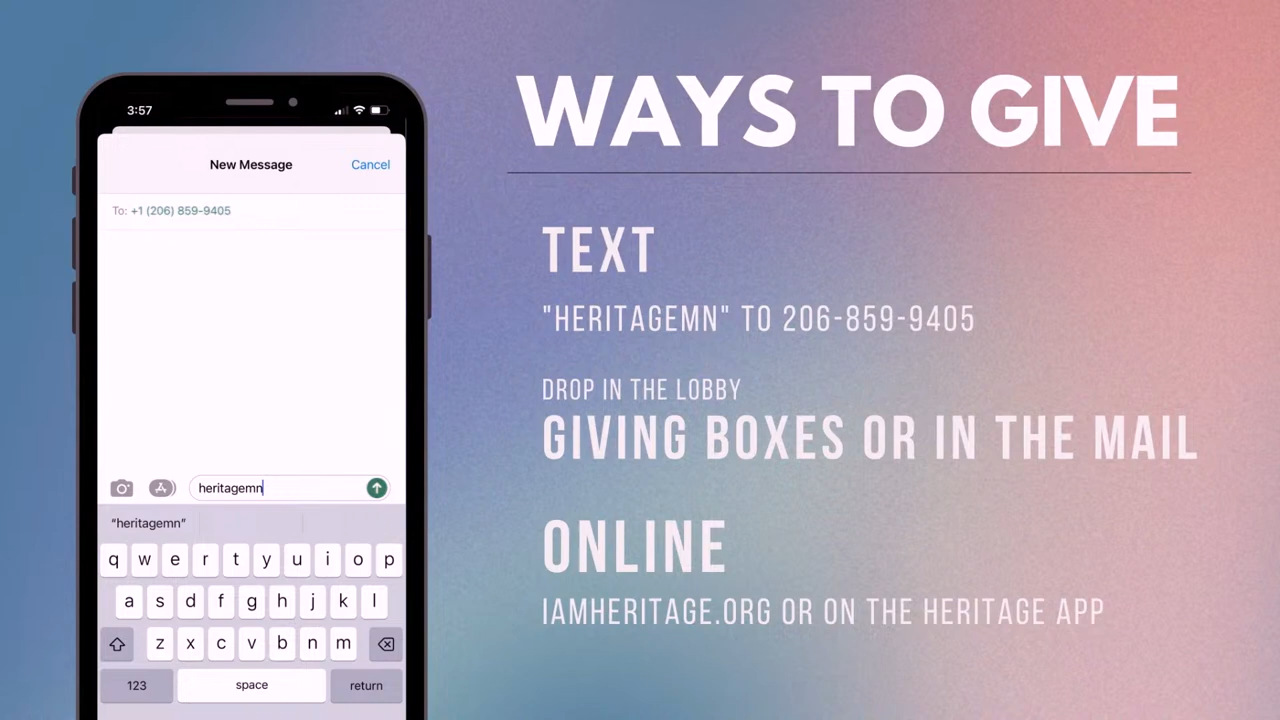 3:57
New Message
Cancel
To: +1 (206) 859-9405
heritagemn
"heritagemn"
q w e r t y u i o p
a s d f g h j k l
z x c v b n m
123 space return
WAYS TO GIVE
TEXT
"HERITAGEMN" TO 206-859-9405
DROP IN THE LOBBY
GIVING BOXES OR IN THE MAIL
ONLINE
IAMHERITAGE.ORG OR ON THE HERITAGE APP